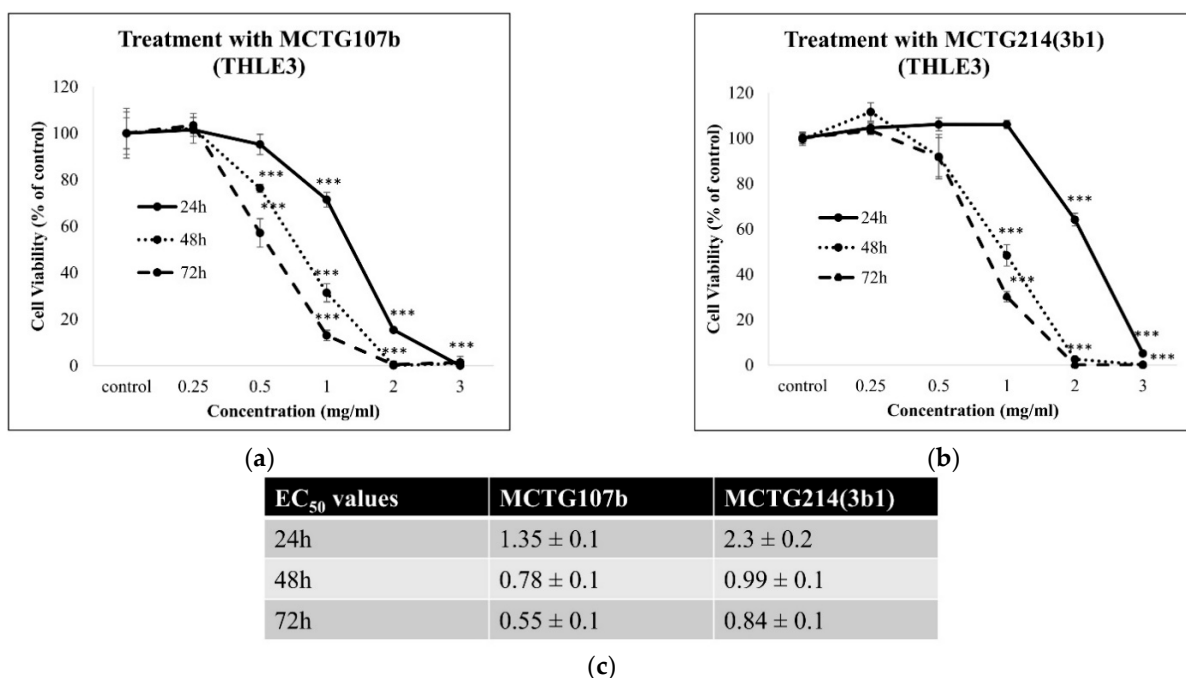 Treatment with MCTG107b
(THLE3)
Cell Viability (% of control)
120
100
80
60
40
20
0
***
***
***
***
***
***
***
***
24h
48h
72h
control 0.25 0.5 1 2 3
Concentration (mg/ml)
(a)
Treatment with MCTG214(3b1)
(THLE3)
Cell Viability (% of control)
120
100
80
60
40
20
0
***
***
***
***
***
***
24h
48h
72h
control 0.25 0.5 1 2 3
Concentration (mg/ml)
(b)
EC₅₀ values MCTG107b MCTG214(3b1)
24h 1.35 ± 0.1 2.3 ± 0.2
48h 0.78 ± 0.1 0.99 ± 0.1
72h 0.55 ± 0.1 0.84 ± 0.1
(c)